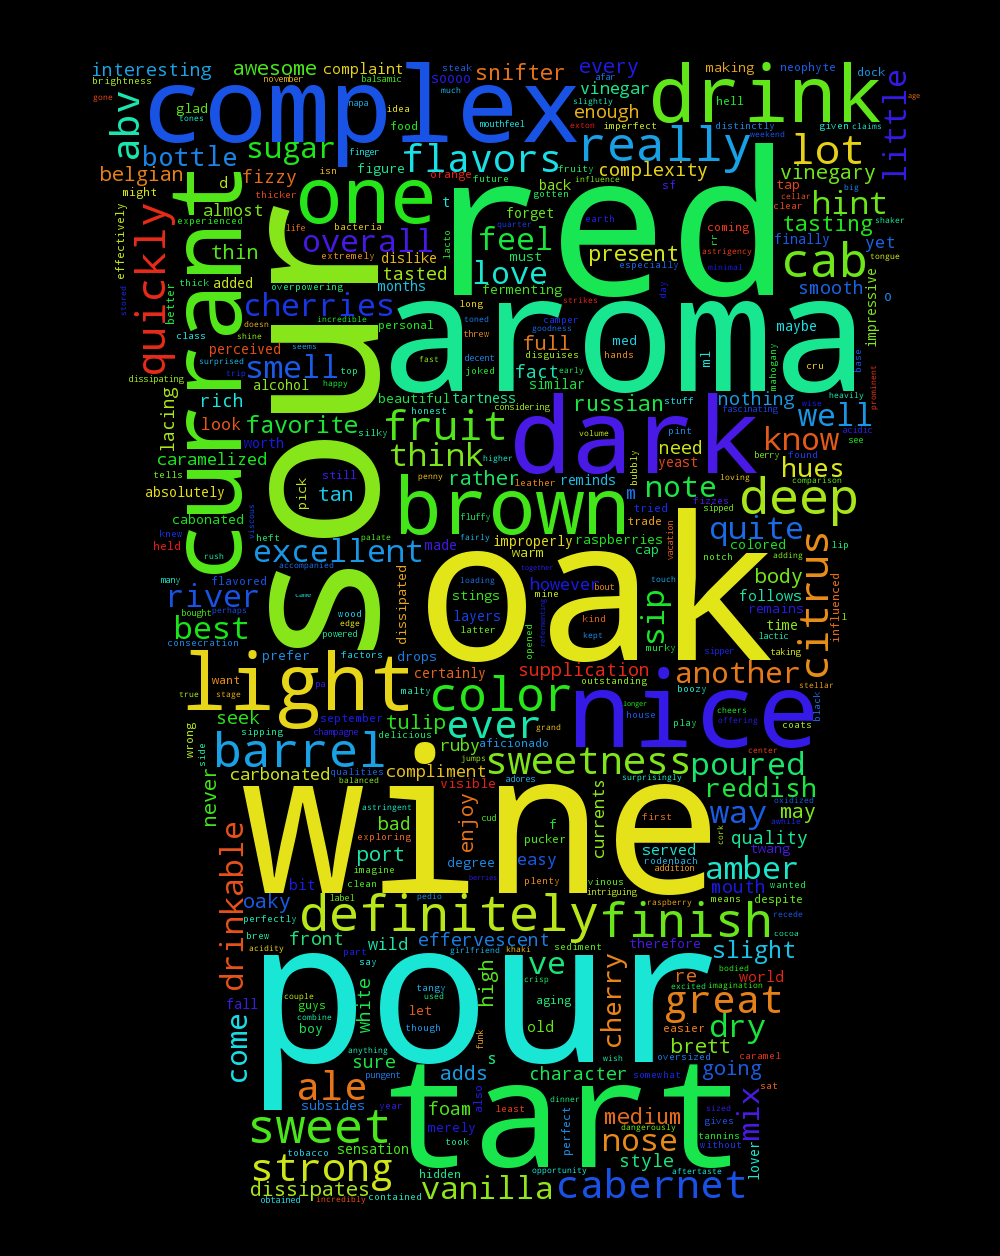 steak balsamic
interesting awesome complaint soooo snifter every afar making neophyte dock
brightness november much
gone glad tones complex napa idea mouthfeel vinegar slightly enough drink hell little age
abv food exton imperfect distinctly given claims
bottle sugar finger figure flavors really weekend lot
belgian fizzy isn orange future fruity complexity tap vinegary big
might d one t back gotten influence sf cellar hint
experienced almost life bacteria lacto forget earth clear tasting shaker
effectively currant overall feel quarter red coming r finally yet
thin extremely dislike must present astrigency cab tongue
quickly thick added overpowering tasted love especially minimal smooth
stored better cherries months fermenting day o
sour incredible long strikes impressive
class doesn shine personal toned camper goodness aroma maybe
surprised perceived seems threw decent full med hands mahogany base
dissipating trip smell top fast joked fact disguises early ml cru prominent
lacing alcohol happy similar heavily
rich beautiful tartness russian stuff nothing wise acidic
look favorite silky honest considering dark fascinating well see
worth fruit higher volume pint know berry found
caramelized think need hues comparison
tells still penny rather leather reminds bubbly yeast loving
absolutely pick tan brown m note sipped deep
cabonated fluffy tried fizzes
knew heft viscous palate fairly improperly raspberries trade vacation notch quite adding citrus
held rush excellent made warm cap colored lip
many flavored accompanied dissipated loading together oak however bout touch body
river came stings mine sip follows influenced
bought perhaps wood layers refermenting remains l
best edge powered latter kind time lactic
consecration opened kept murky taking
light prefer factors drops supplication sipper another stellar
want malty certainly outstanding boozy black
true stage pa color nice longer
seek september tulip ever grand house play cheers offering coats
wrong sipping champagne delicious ruby aficionado center
side barrel jumps sweetness surprisingly poured
never carbonated qualities balanced compliment visible adores reddish oxidized
wine astringent currents first way may
bad exploring enjoy cud f pucker cork awhile quality
drinkable port imagine degree easy served rodenbach twang
bit clean berries plenty vinous addition amber wanted
oaky label pedio intriguing raspberry mouth means despite
perfectly definitely finish recede
brew front wild effervescent khaki sediment therefore slight cocoa
acidity part girlfriend crisp bodied
say pour ve re world
fall couple tangy used high aging cherry excited imagination
guys combine white let great
come boy though old funk easier dry
anything s wish brett caramel
sure pungent adds character oversized somewhat going sat
ale tart
subsides year foam also least dinner medium sized gives mix
sweet merely perfect dangerously tannins without
tobacco sensation took nose
strong hidden opportunity style aftertaste lover
dissipates vanilla cabernet
obtained incredibly contained